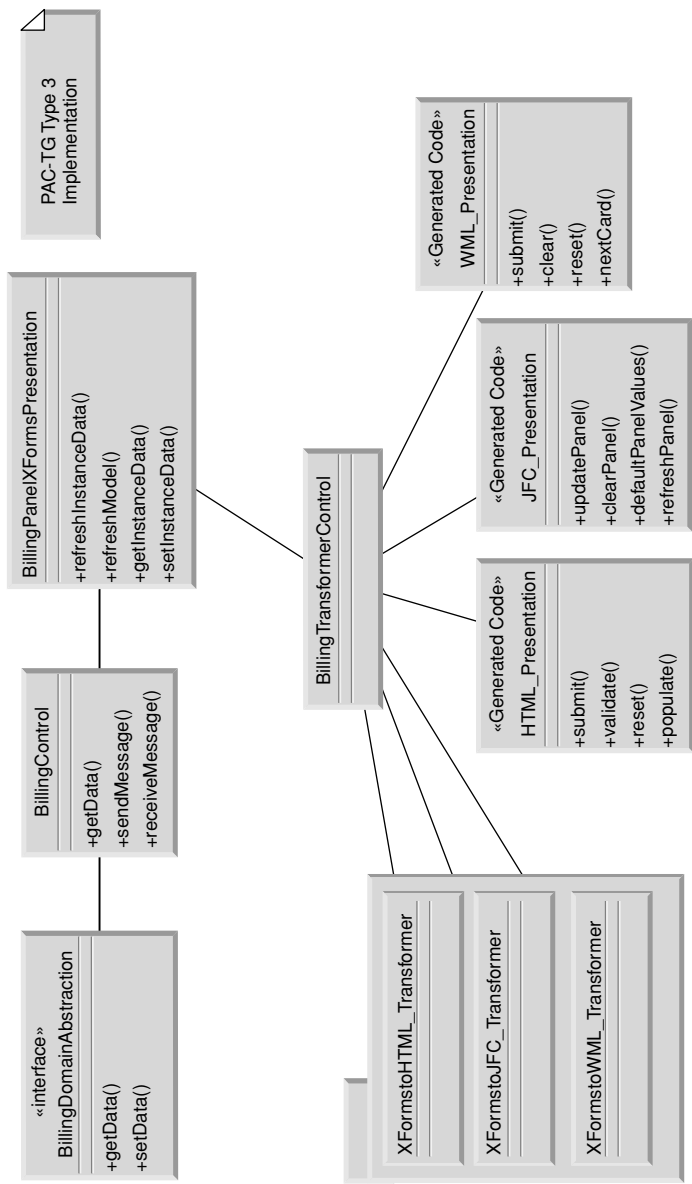 «interface»
BillingDomainAbstraction
+getData()
+setData()
BillingControl
+getData()
+sendMessage()
+receiveMessage()
BillingPanelXFormsPresentation
+refreshInstanceData()
+refreshModel()
+getInstanceData()
+setInstanceData()
PAC-TG Type 3
Implementation
BillingTransformerControl
XFormstoHTML_Transformer
XFormstoJFC_Transformer
XFormstoWML_Transformer
«Generated Code»
HTML_Presentation
+submit()
+validate()
+reset()
+populate()
«Generated Code»
JFC_Presentation
+updatePanel()
+clearPanel()
+defaultPanelValues()
+refreshPanel()
«Generated Code»
WML_Presentation
+submit()
+clear()
+reset()
+nextCard()